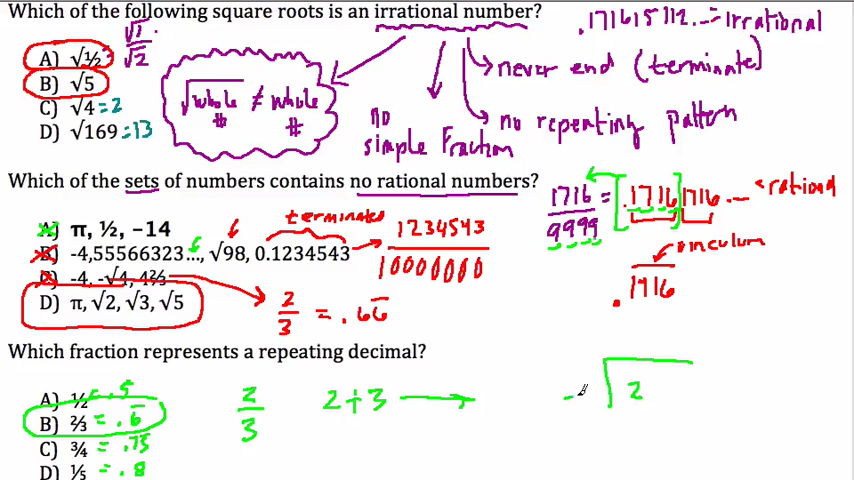 Which of the following square roots is an irrational number?
.171615112...=Irrational
√1
√2
A) √½
B) √5
C) √4 =2
D) √169 =13
never end (terminate)
√whole # ≠ whole #
no simple Fraction
no repeating pattern
Which of the sets of numbers contains no rational numbers?
1716/9999 = [.1716]1716... rational
A) π, ½, −14
terminates
B) -4,55566323..., √98, 0.1234543
1234543
10000000
C) -4, -√4, 4⅔
D) π, √2, √3, √5
2/3 = .66
vinculum
.1716
Which fraction represents a repeating decimal?
A) ½ = .5
B) ⅔ = .6
C) ¾ = .75
D) ⅕ = .8
2/3
2÷3
2